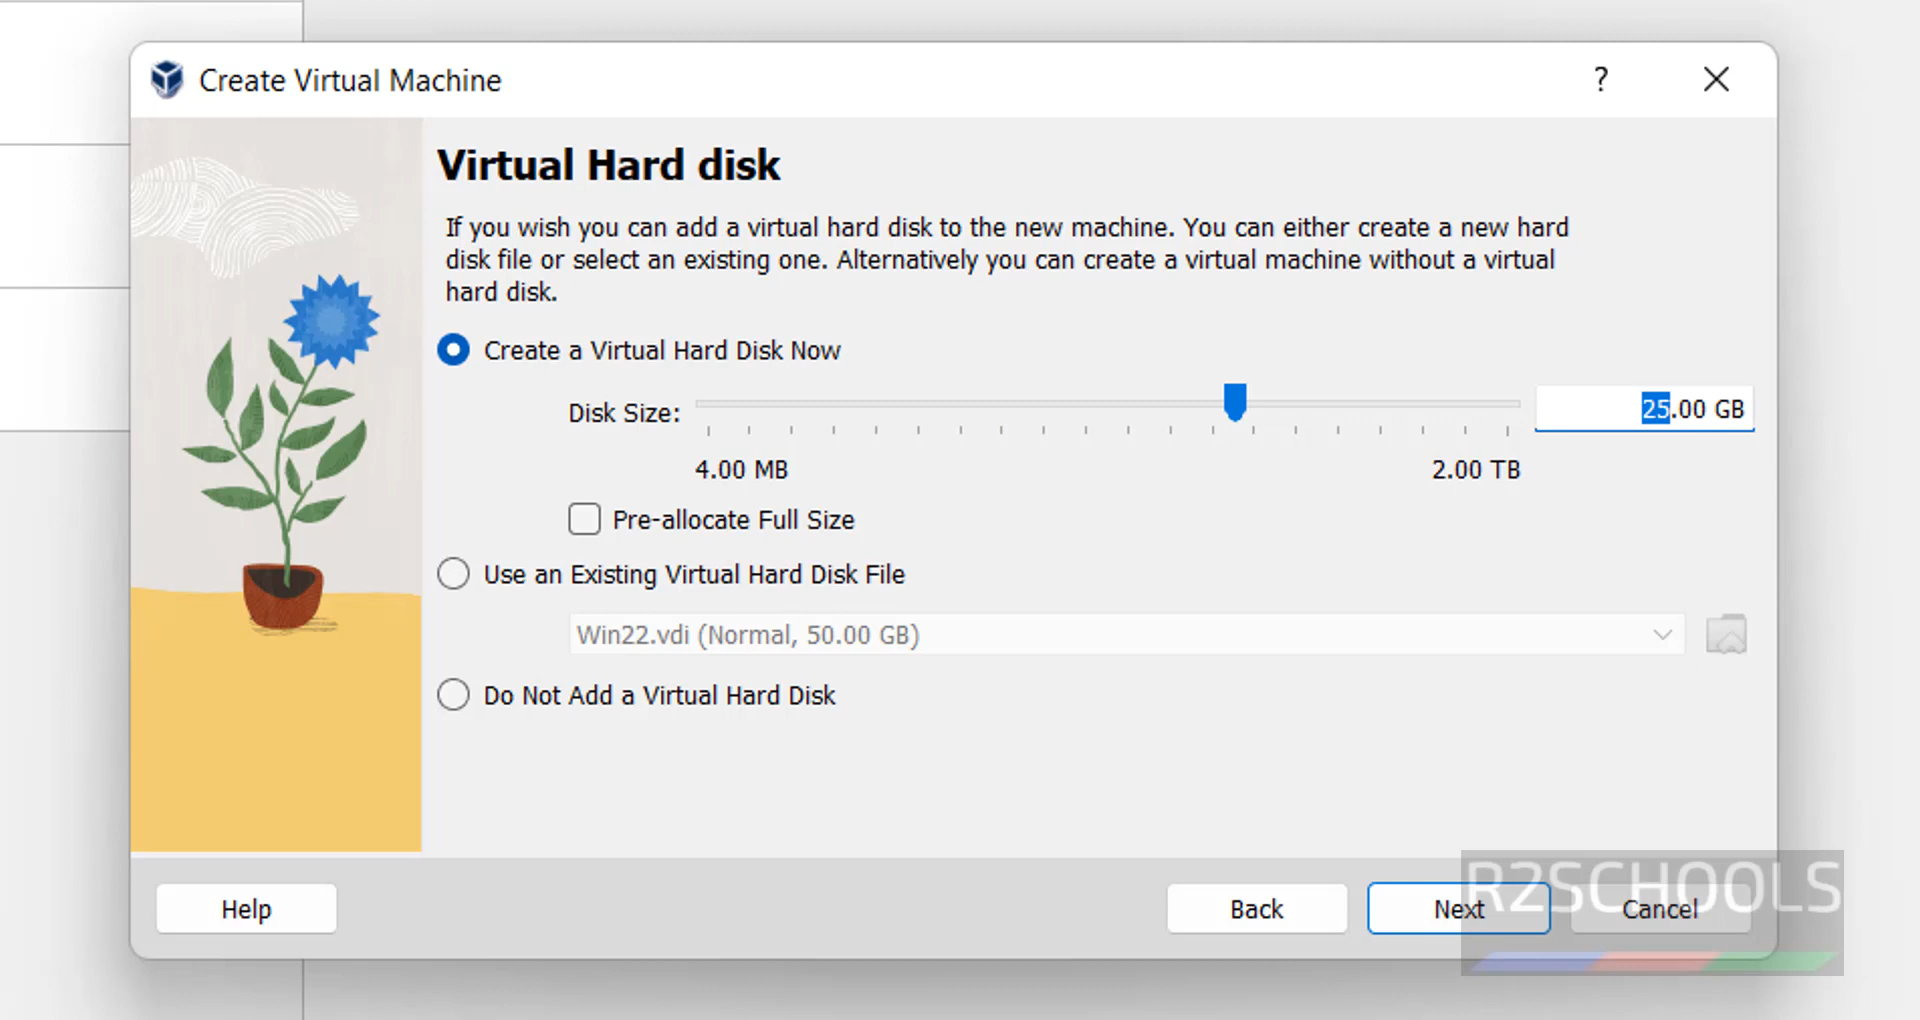 Create Virtual Machine
?
Virtual Hard disk
If you wish you can add a virtual hard disk to the new machine. You can either create a new hard
disk file or select an existing one. Alternatively you can create a virtual machine without a virtual
hard disk.
Create a Virtual Hard Disk Now
Disk Size:
25.00 GB
4.00 MB
2.00 TB
Pre-allocate Full Size
Use an Existing Virtual Hard Disk File
Win22.vdi (Normal, 50.00 GB)
Do Not Add a Virtual Hard Disk
Help
Back
Next
Cancel
R2SCHOOLS